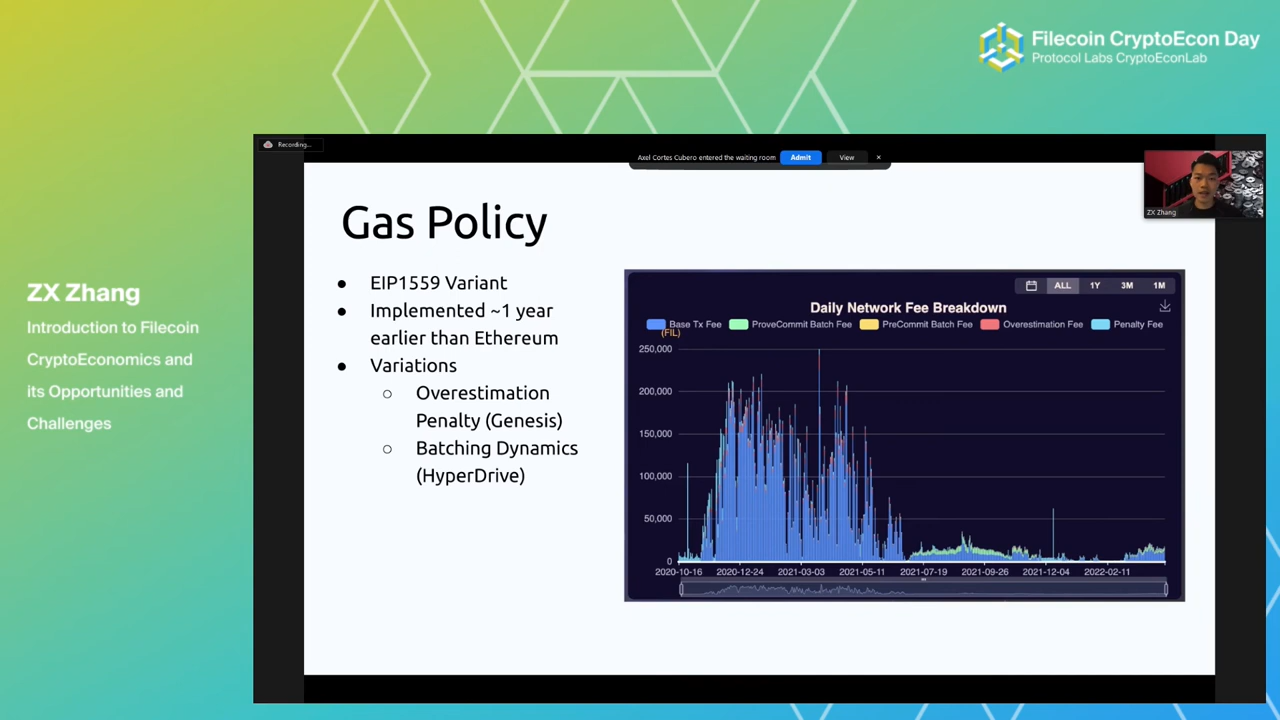 Filecoin CryptoEcon Day
Protocol Labs CryptoEconLab
Recording...
Axel Cortes Cubero entered the waiting room
Admit
View
×
ZX Zhang
Gas Policy
● EIP1559 Variant
● Implemented ~1 year
earlier than Ethereum
● Variations
○ Overestimation
Penalty (Genesis)
○ Batching Dynamics
(HyperDrive)
ALL 1Y 3M 1M
Daily Network Fee Breakdown
Base Tx Fee ProveCommit Batch Fee PreCommit Batch Fee Overestimation Fee Penalty Fee
(FIL)
250,000
200,000
150,000
100,000
50,000
0
2020-10-16 2020-12-24 2021-03-03 2021-05-11 2021-07-19 2021-09-26 2021-12-04 2022-02-11
ZX Zhang
Introduction to Filecoin
CryptoEconomics and
its Opportunities and
Challenges